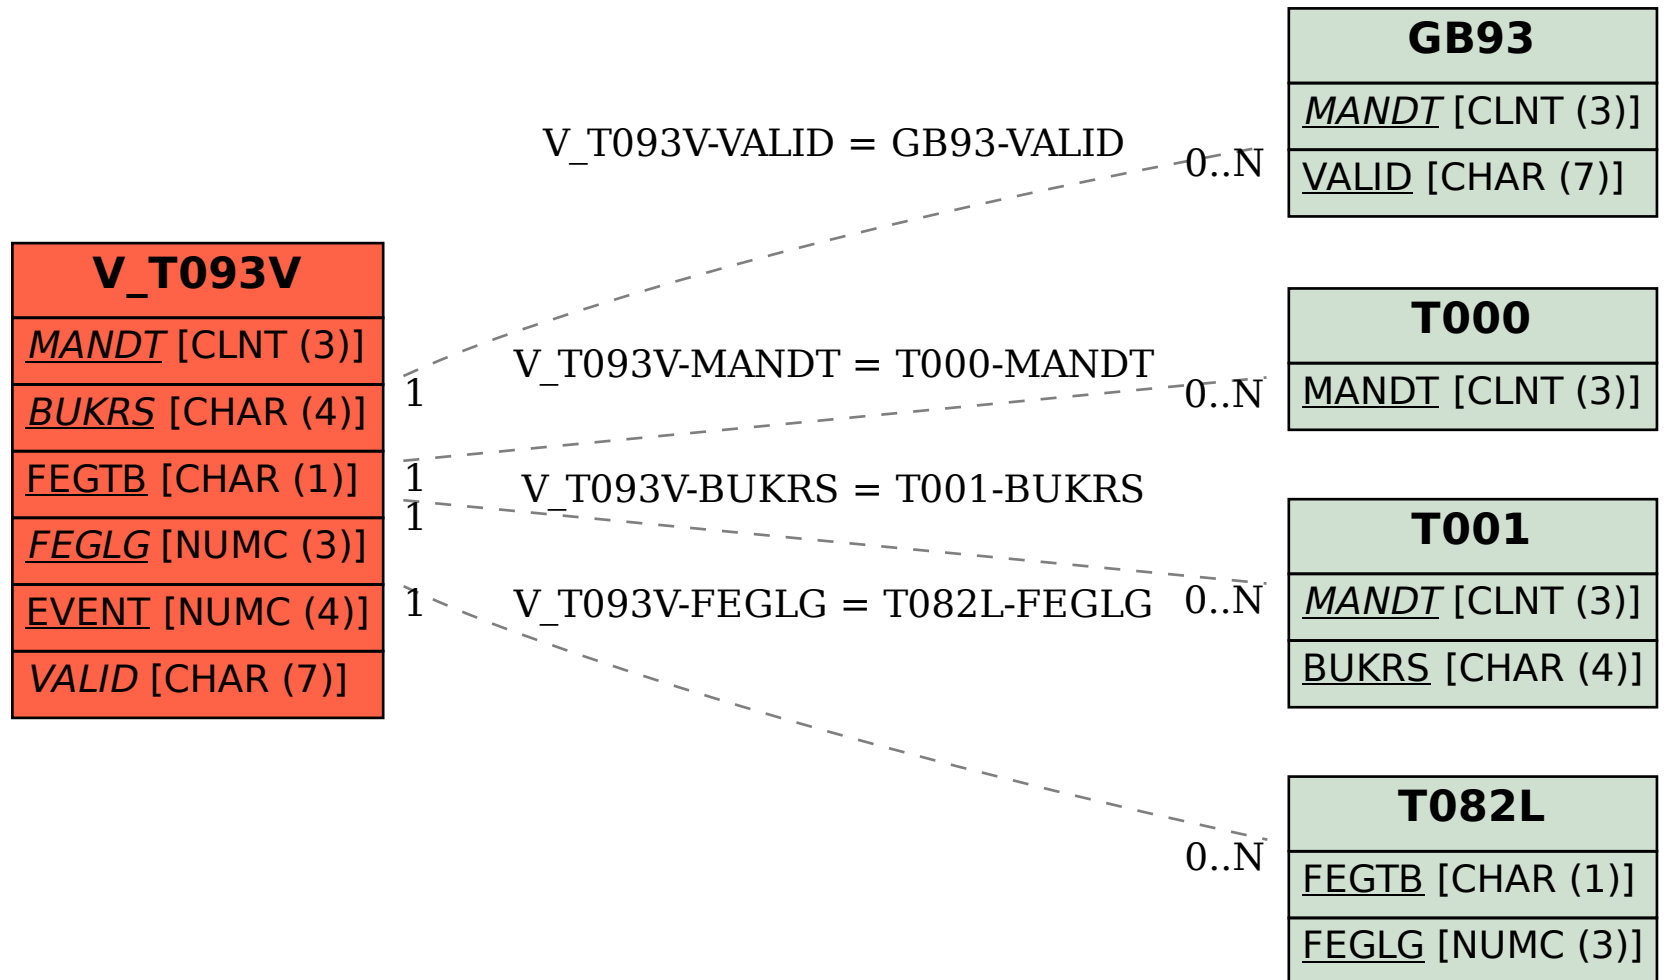 V_T093V
MANDT [CLNT (3)]
BUKRS [CHAR (4)]
FEGTB [CHAR (1)]
FEGLG [NUMC (3)]
EVENT [NUMC (4)]
VALID [CHAR (7)]
V_T093V-VALID = GB93-VALID
0..N
1
V_T093V-MANDT = T000-MANDT
0..N
1
V_T093V-BUKRS = T001-BUKRS
1
0..N
V_T093V-FEGLG = T082L-FEGLG
1
0..N
GB93
MANDT [CLNT (3)]
VALID [CHAR (7)]
T000
MANDT [CLNT (3)]
T001
MANDT [CLNT (3)]
BUKRS [CHAR (4)]
T082L
FEGTB [CHAR (1)]
FEGLG [NUMC (3)]